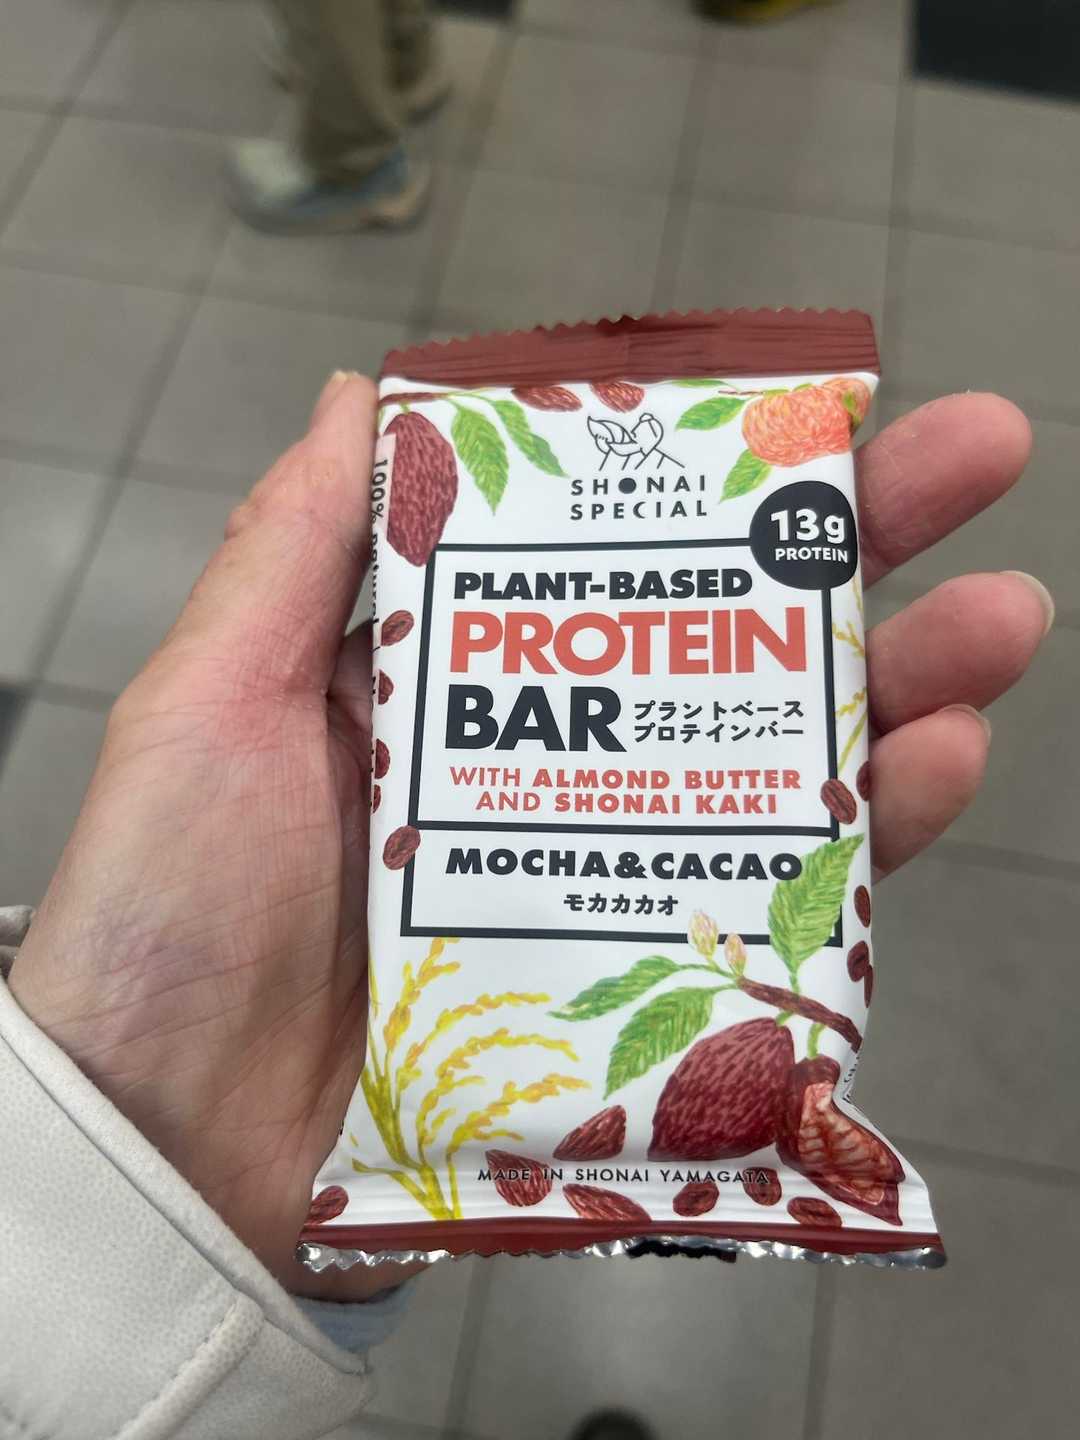 SHONAI
SPECIAL
13g
PROTEIN
PLANT-BASED
PROTEIN
BAR
プラントベース
プロテインバー
WITH ALMOND BUTTER
AND SHONAI KAKI
MOCHA&CACAO
モカカカオ
MADE IN SHONAI YAMAGATA
100% natural